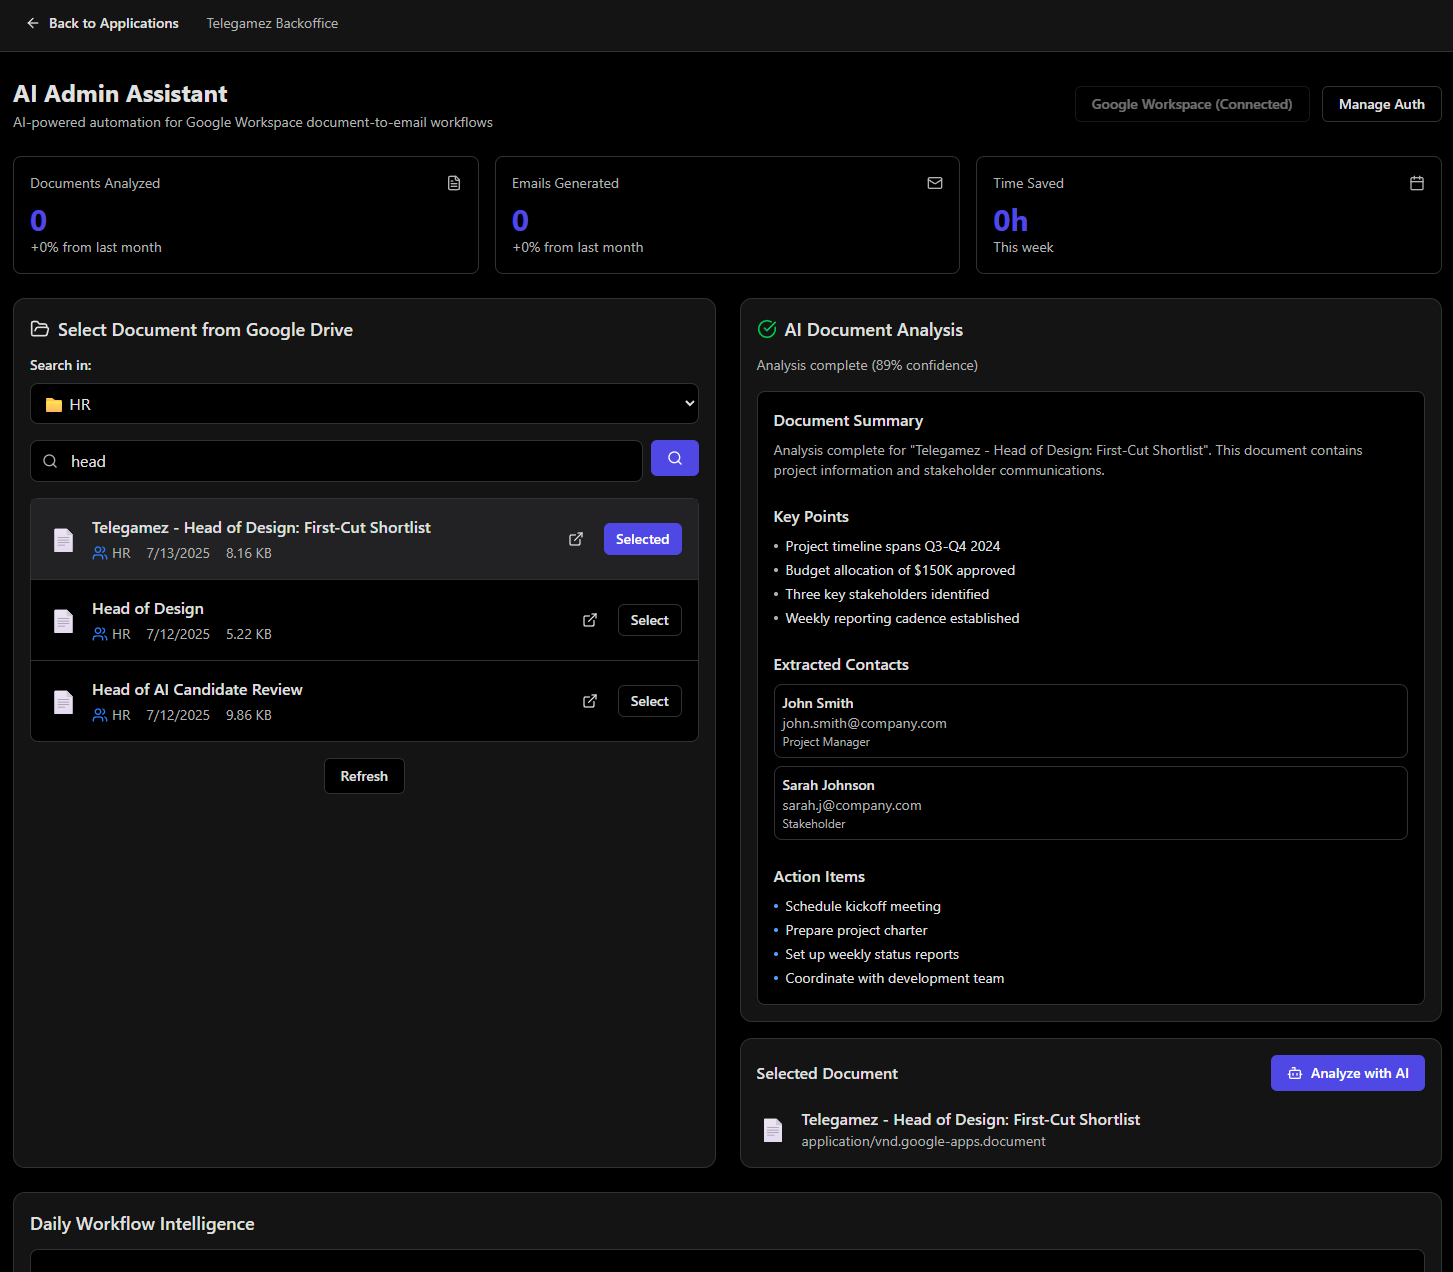 Back to Applications
Telegamez Backoffice
AI Admin Assistant
AI-powered automation for Google Workspace document-to-email workflows
Google Workspace (Connected)
Manage Auth
Documents Analyzed
0
+0% from last month
Emails Generated
0
+0% from last month
Time Saved
0h
This week
Select Document from Google Drive
Search in:
HR
head
Telegamez - Head of Design: First-Cut Shortlist
HR 7/13/2025 8.16 KB
Selected
Head of Design
HR 7/12/2025 5.22 KB
Select
Head of AI Candidate Review
HR 7/12/2025 9.86 KB
Select
Refresh
AI Document Analysis
Analysis complete (89% confidence)
Document Summary
Analysis complete for "Telegamez - Head of Design: First-Cut Shortlist". This document contains
project information and stakeholder communications.
Key Points
• Project timeline spans Q3-Q4 2024
• Budget allocation of $150K approved
• Three key stakeholders identified
• Weekly reporting cadence established
Extracted Contacts
John Smith
john.smith@company.com
Project Manager
Sarah Johnson
sarah.j@company.com
Stakeholder
Action Items
• Schedule kickoff meeting
• Prepare project charter
• Set up weekly status reports
• Coordinate with development team
Selected Document
Analyze with AI
Telegamez - Head of Design: First-Cut Shortlist
application/vnd.google-apps.document
Daily Workflow Intelligence